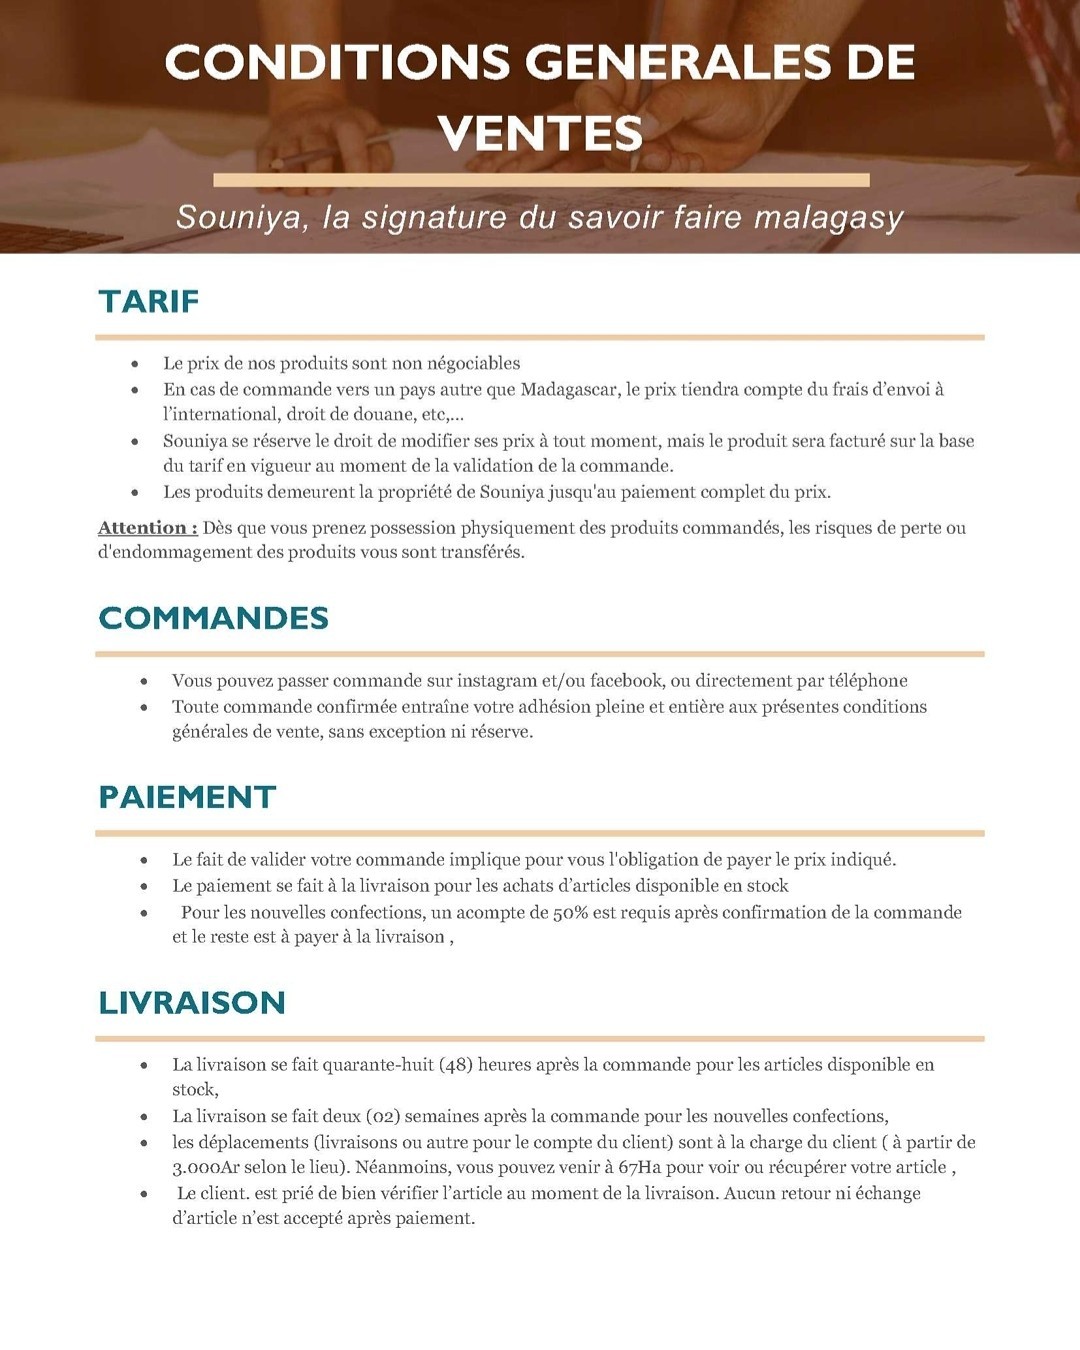 CONDITIONS GENERALES DE
VENTES
Souniya, la signature du savoir faire malagasy
TARIF
• Le prix de nos produits sont non négociables
• En cas de commande vers un pays autre que Madagascar, le prix tiendra compte du frais d’envoi à
l’international, droit de douane, etc,...
• Souniya se réserve le droit de modifier ses prix à tout moment, mais le produit sera facturé sur la base
du tarif en vigueur au moment de la validation de la commande.
• Les produits demeurent la propriété de Souniya jusqu'au paiement complet du prix.
Attention : Dès que vous prenez possession physiquement des produits commandés, les risques de perte ou
d'endommagement des produits vous sont transférés.
COMMANDES
• Vous pouvez passer commande sur instagram et/ou facebook, ou directement par téléphone
• Toute commande confirmée entraîne votre adhésion pleine et entière aux présentes conditions
générales de vente, sans exception ni réserve.
PAIEMENT
• Le fait de valider votre commande implique pour vous l'obligation de payer le prix indiqué.
• Le paiement se fait à la livraison pour les achats d’articles disponible en stock
• Pour les nouvelles confections, un acompte de 50% est requis après confirmation de la commande
et le reste est à payer à la livraison ,
LIVRAISON
• La livraison se fait quarante-huit (48) heures après la commande pour les articles disponible en
stock,
• La livraison se fait deux (02) semaines après la commande pour les nouvelles confections,
• les déplacements (livraisons ou autre pour le compte du client) sont à la charge du client ( à partir de
3.000Ar selon le lieu). Néanmoins, vous pouvez venir à 67Ha pour voir ou récupérer votre article ,
• Le client. est prié de bien vérifier l’article au moment de la livraison. Aucun retour ni échange
d’article n’est accepté après paiement.